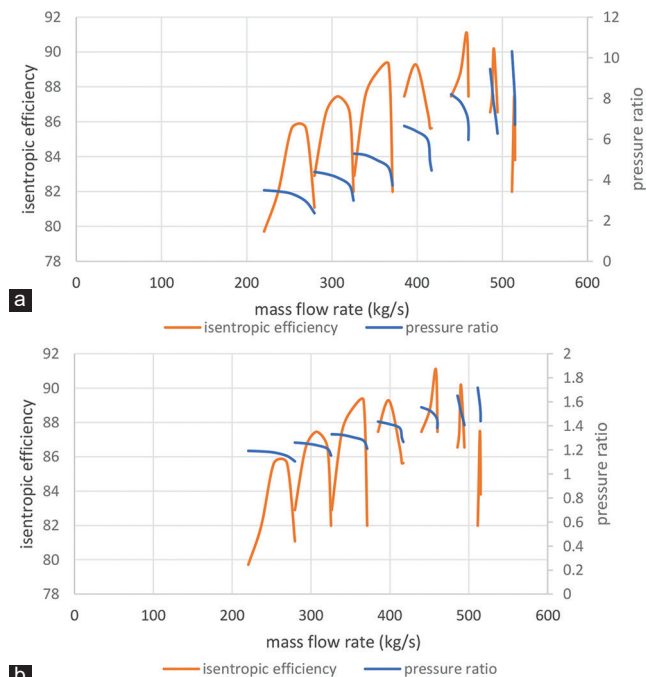 92
90
88
86
84
82
80
78
isentropic efficiency
12
10
8
6
4
2
0
pressure ratio
0 100 200 300 400 500 600
mass flow rate (kg/s)
isentropic efficiency pressure ratio
a
92
90
88
86
84
82
80
78
isentropic efficiency
2
1.8
1.6
1.4
1.2
1
0.8
0.6
0.4
0.2
0
pressure ratio
0 100 200 300 400 500 600
mass flow rate (kg/s)
isentropic efficiency pressure ratio
b